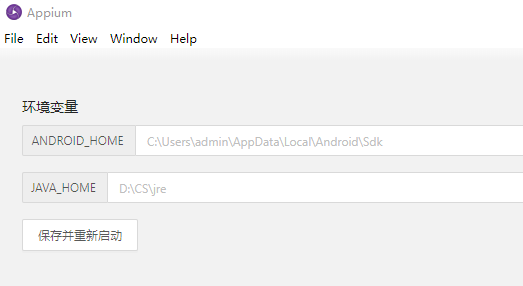 Appium
File Edit View Window Help
环境变量
ANDROID_HOME C:\Users\admin\AppData\Local\Android\Sdk
JAVA_HOME D:\CS\jre
保存并重新启动